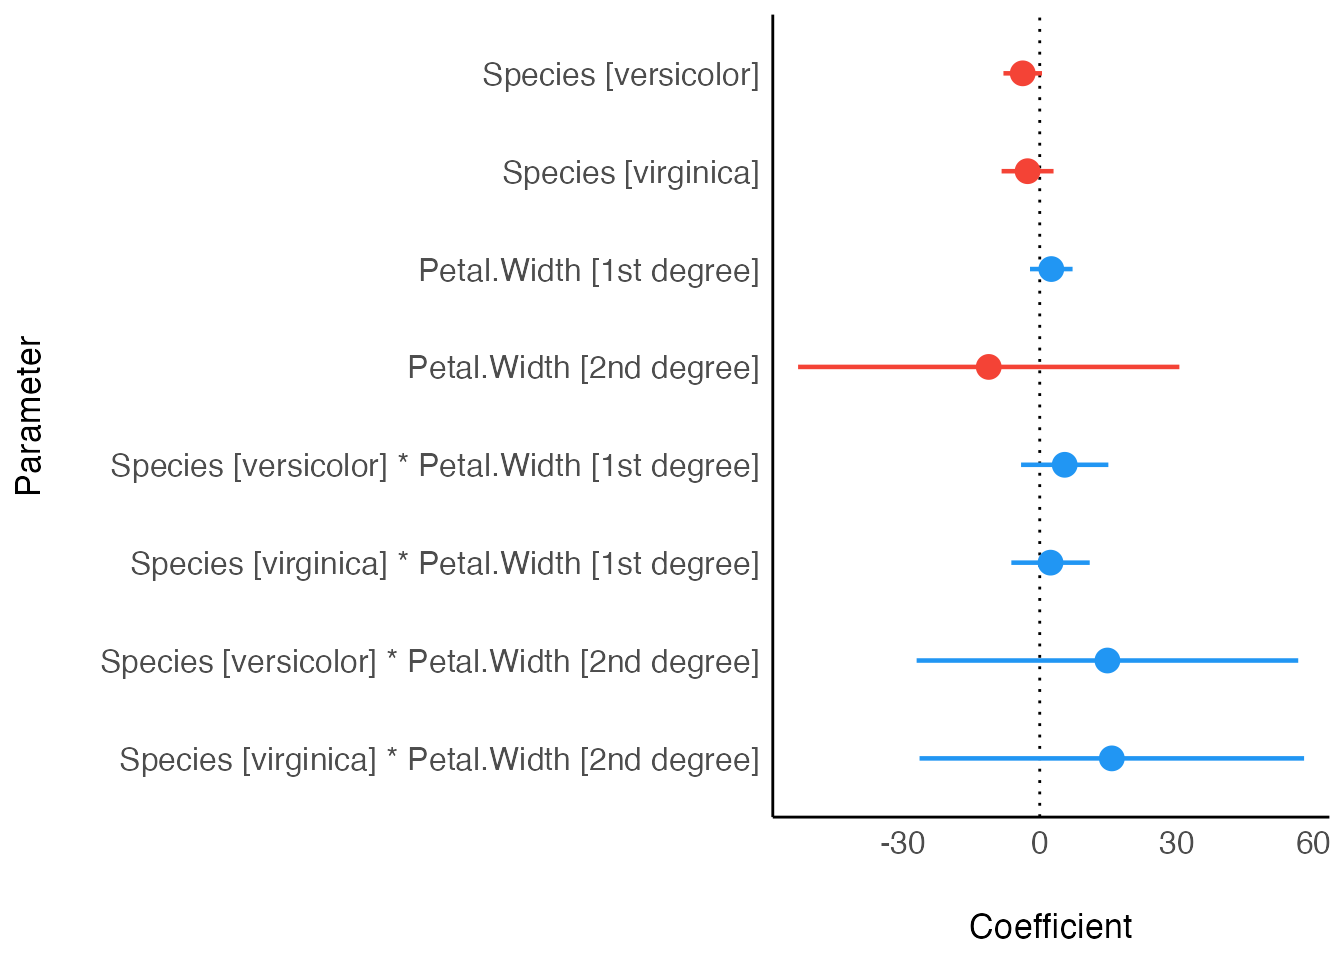 Species [versicolor]
Species [virginica]
Petal.Width [1st degree]
Petal.Width [2nd degree]
Species [versicolor] * Petal.Width [1st degree]
Species [virginica] * Petal.Width [1st degree]
Species [versicolor] * Petal.Width [2nd degree]
Species [virginica] * Petal.Width [2nd degree]
Parameter
-30 0 30 60
Coefficient